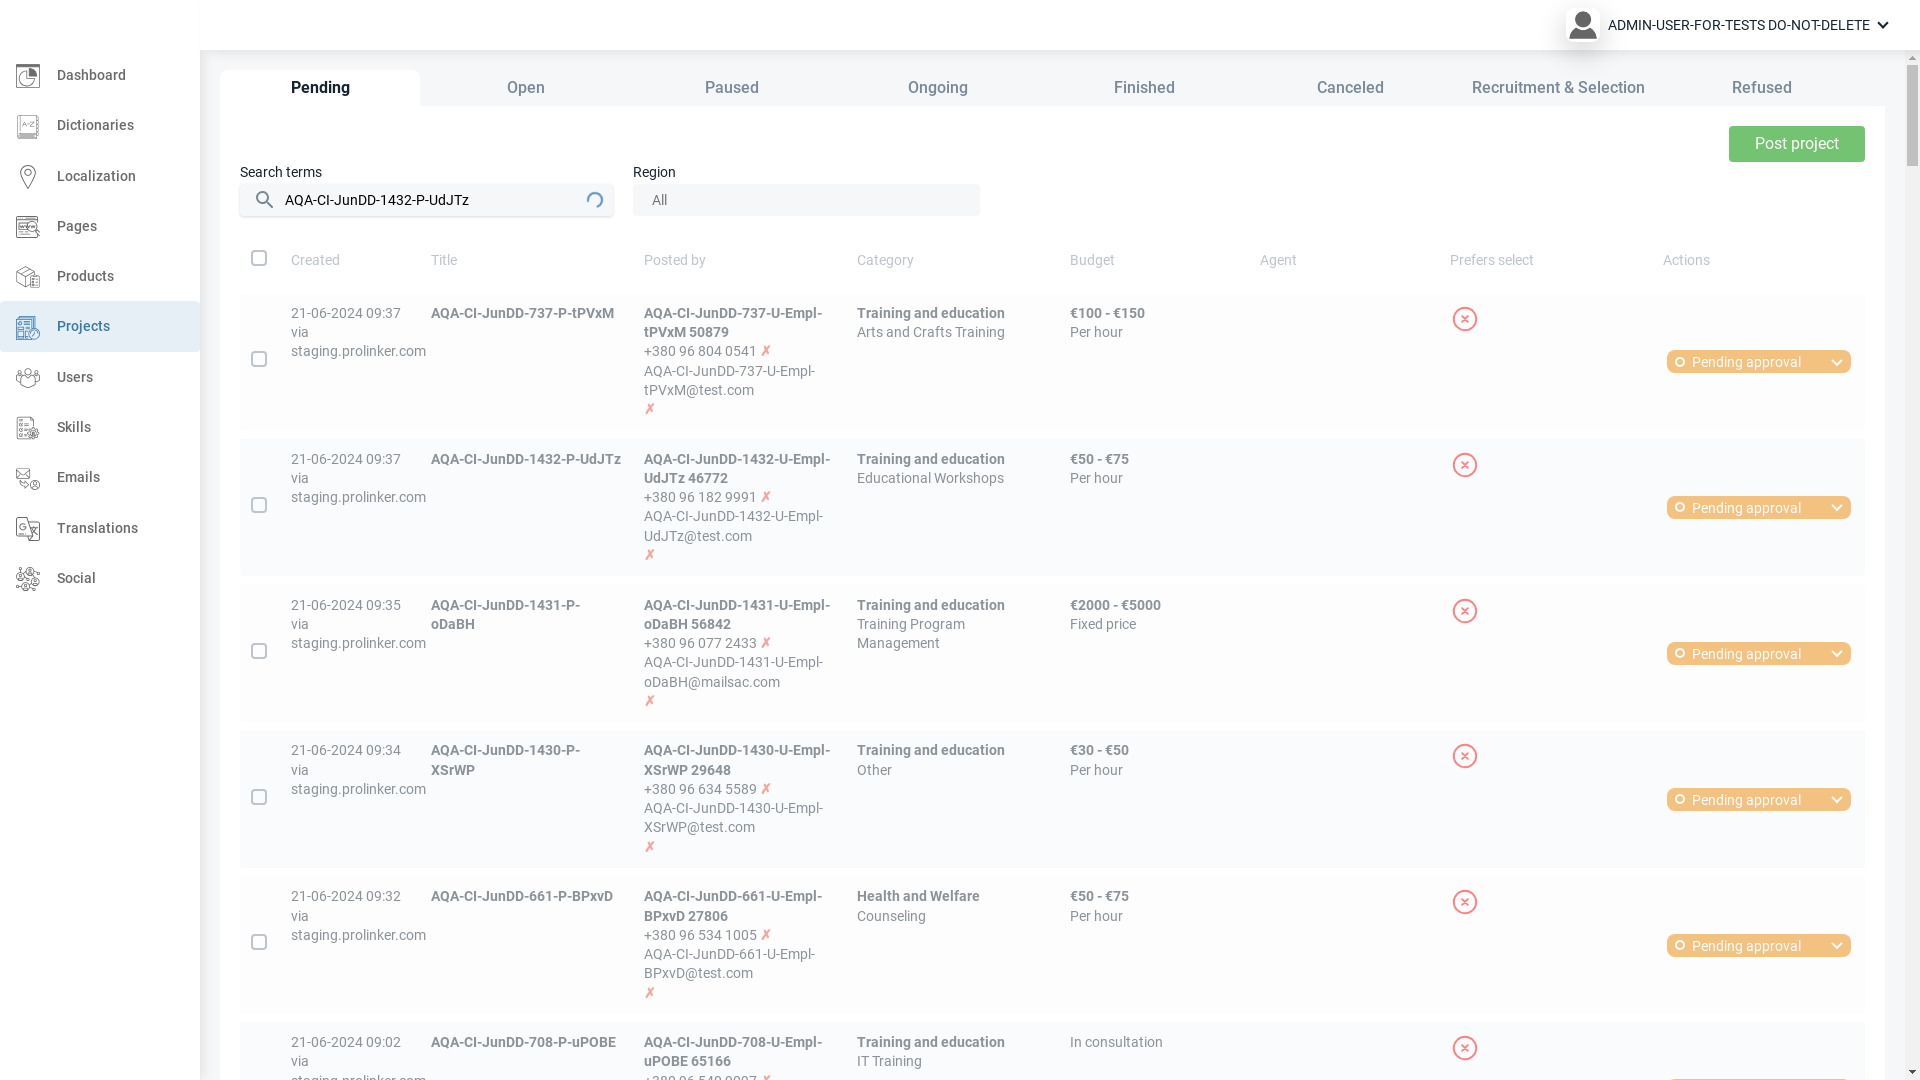 ADMIN-USER-FOR-TESTS DO-NOT-DELETE
Dashboard
Dictionaries
Localization
Pages
Products
Projects
Users
Skills
Emails
Translations
Social
Pending
Open
Paused
Ongoing
Finished
Canceled
Recruitment & Selection
Refused
Post project
Search terms
Region
AQA-CI-JunDD-1432-P-UdJTz
All
Created
Title
Posted by
Category
Budget
Agent
Prefers select
Actions
21-06-2024 09:37
via
staging.prolinker.com
AQA-CI-JunDD-737-P-tPVxM
AQA-CI-JunDD-737-U-Empl-
tPVxM 50879
+380 96 804 0541 ✗
AQA-CI-JunDD-737-U-Empl-
tPVxM@test.com
✗
Training and education
Arts and Crafts Training
€100 - €150
Per hour
Pending approval
21-06-2024 09:37
via
staging.prolinker.com
AQA-CI-JunDD-1432-P-UdJTz
AQA-CI-JunDD-1432-U-Empl-
UdJTz 46772
+380 96 182 9991 ✗
AQA-CI-JunDD-1432-U-Empl-
UdJTz@test.com
✗
Training and education
Educational Workshops
€50 - €75
Per hour
Pending approval
21-06-2024 09:35
via
staging.prolinker.com
AQA-CI-JunDD-1431-P-
oDaBH
AQA-CI-JunDD-1431-U-Empl-
oDaBH 56842
+380 96 077 2433 ✗
AQA-CI-JunDD-1431-U-Empl-
oDaBH@mailsac.com
✗
Training and education
Training Program
Management
€2000 - €5000
Fixed price
Pending approval
21-06-2024 09:34
via
staging.prolinker.com
AQA-CI-JunDD-1430-P-
XSrWP
AQA-CI-JunDD-1430-U-Empl-
XSrWP 29648
+380 96 634 5589 ✗
AQA-CI-JunDD-1430-U-Empl-
XSrWP@test.com
✗
Training and education
Other
€30 - €50
Per hour
Pending approval
21-06-2024 09:32
via
staging.prolinker.com
AQA-CI-JunDD-661-P-BPxvD
AQA-CI-JunDD-661-U-Empl-
BPxvD 27806
+380 96 534 1005 ✗
AQA-CI-JunDD-661-U-Empl-
BPxvD@test.com
✗
Health and Welfare
Counseling
€50 - €75
Per hour
Pending approval
21-06-2024 09:02
via
staging.prolinker.com
AQA-CI-JunDD-708-P-uPOBE
AQA-CI-JunDD-708-U-Empl-
uPOBE 65166
Training and education
IT Training
In consultation